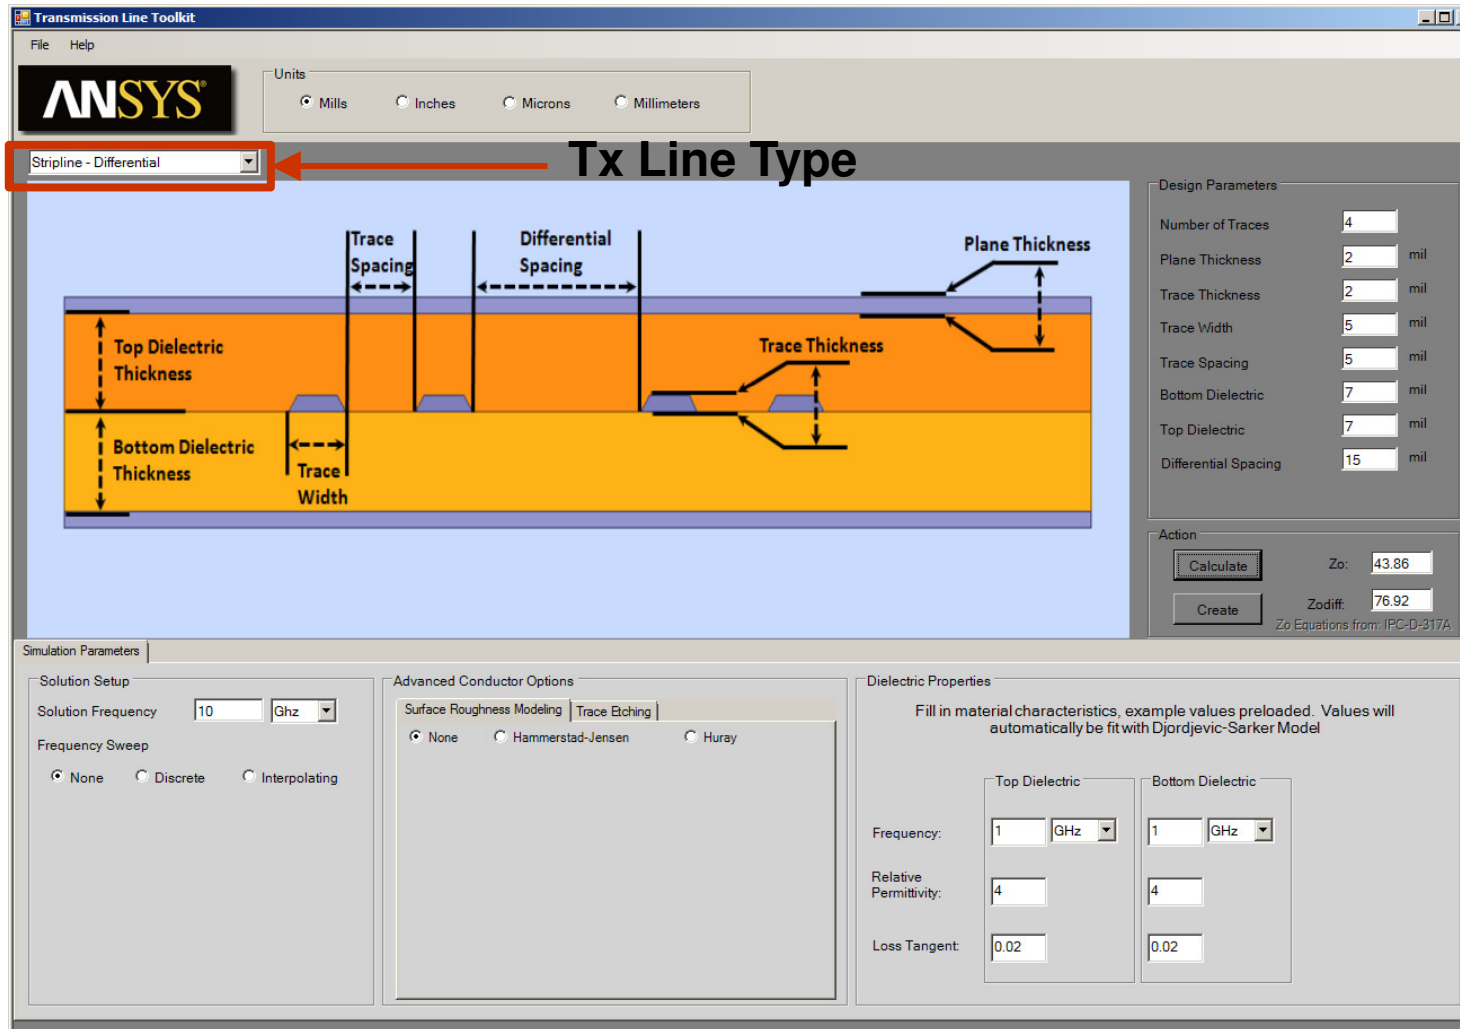 Transmission Line Toolkit
File Help
ANSYS®
Units
Mills Inches Microns Millimeters
Stripline - Differential
Tx Line Type
Trace
Spacing
Differential
Spacing
Plane Thickness
Top Dielectric
Thickness
Trace Thickness
Bottom Dielectric
Thickness
Trace
Width
Design Parameters
Number of Traces 4
Plane Thickness 2 mil
Trace Thickness 2 mil
Trace Width 5 mil
Trace Spacing 5 mil
Bottom Dielectric 7 mil
Top Dielectric 7 mil
Differential Spacing 15 mil
Action
Calculate Zo: 43.86
Create Zodiff: 76.92
Zo Equations from: IPC-D-317A
Simulation Parameters
Solution Setup
Solution Frequency 10 Ghz
Frequency Sweep
None Discrete Interpolating
Advanced Conductor Options
Surface Roughness Modeling Trace Etching
None Hammerstad-Jensen Huray
Dielectric Properties
Fill in material characteristics, example values preloaded. Values will
automatically be fit with Djordjevic-Sarker Model
Top Dielectric Bottom Dielectric
Frequency: 1 GHz 1 GHz
Relative
Permittivity: 4 4
Loss Tangent: 0.02 0.02